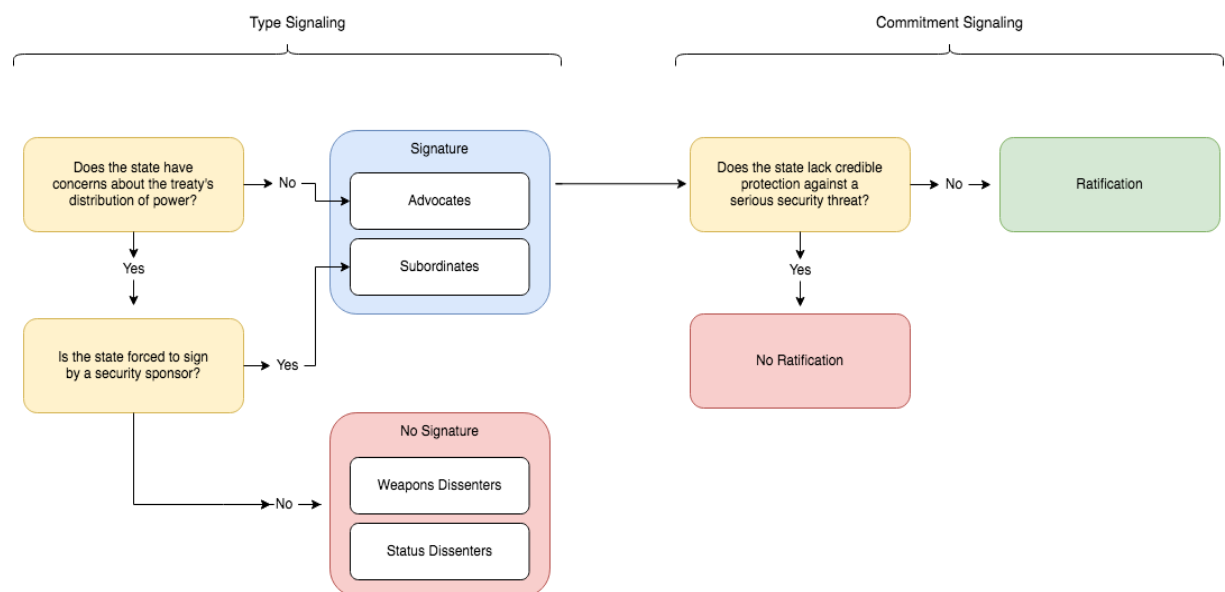 Type Signaling
Commitment Signaling
Does the state have
concerns about the treaty's
distribution of power?
No
Signature
Advocates
Subordinates
Does the state lack credible
protection against a
serious security threat?
No
Ratification
Yes
Yes
Is the state forced to sign
by a security sponsor?
Yes
No Ratification
No Signature
Weapons Dissenters
No
Status Dissenters